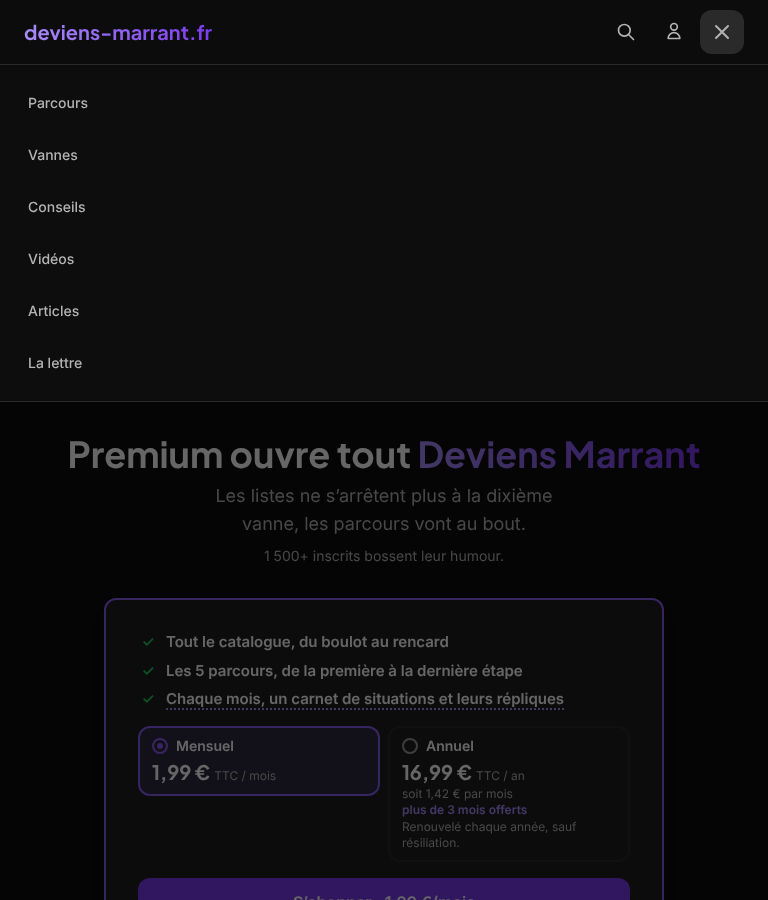 deviens-marrant.fr
Parcours
Vannes
Conseils
Vidéos
Articles
La lettre
Premium ouvre tout Deviens Marrant
Les listes ne s’arrêtent plus à la dixième
vanne, les parcours vont au bout.
1 500+ inscrits bossent leur humour.
Tout le catalogue, du boulot au rencard
Les 5 parcours, de la première à la dernière étape
Chaque mois, un carnet de situations et leurs répliques
Mensuel
1,99 € TTC / mois
Annuel
16,99 € TTC / an
soit 1,42 € par mois
plus de 3 mois offerts
Renouvelé chaque année, sauf
résiliation.